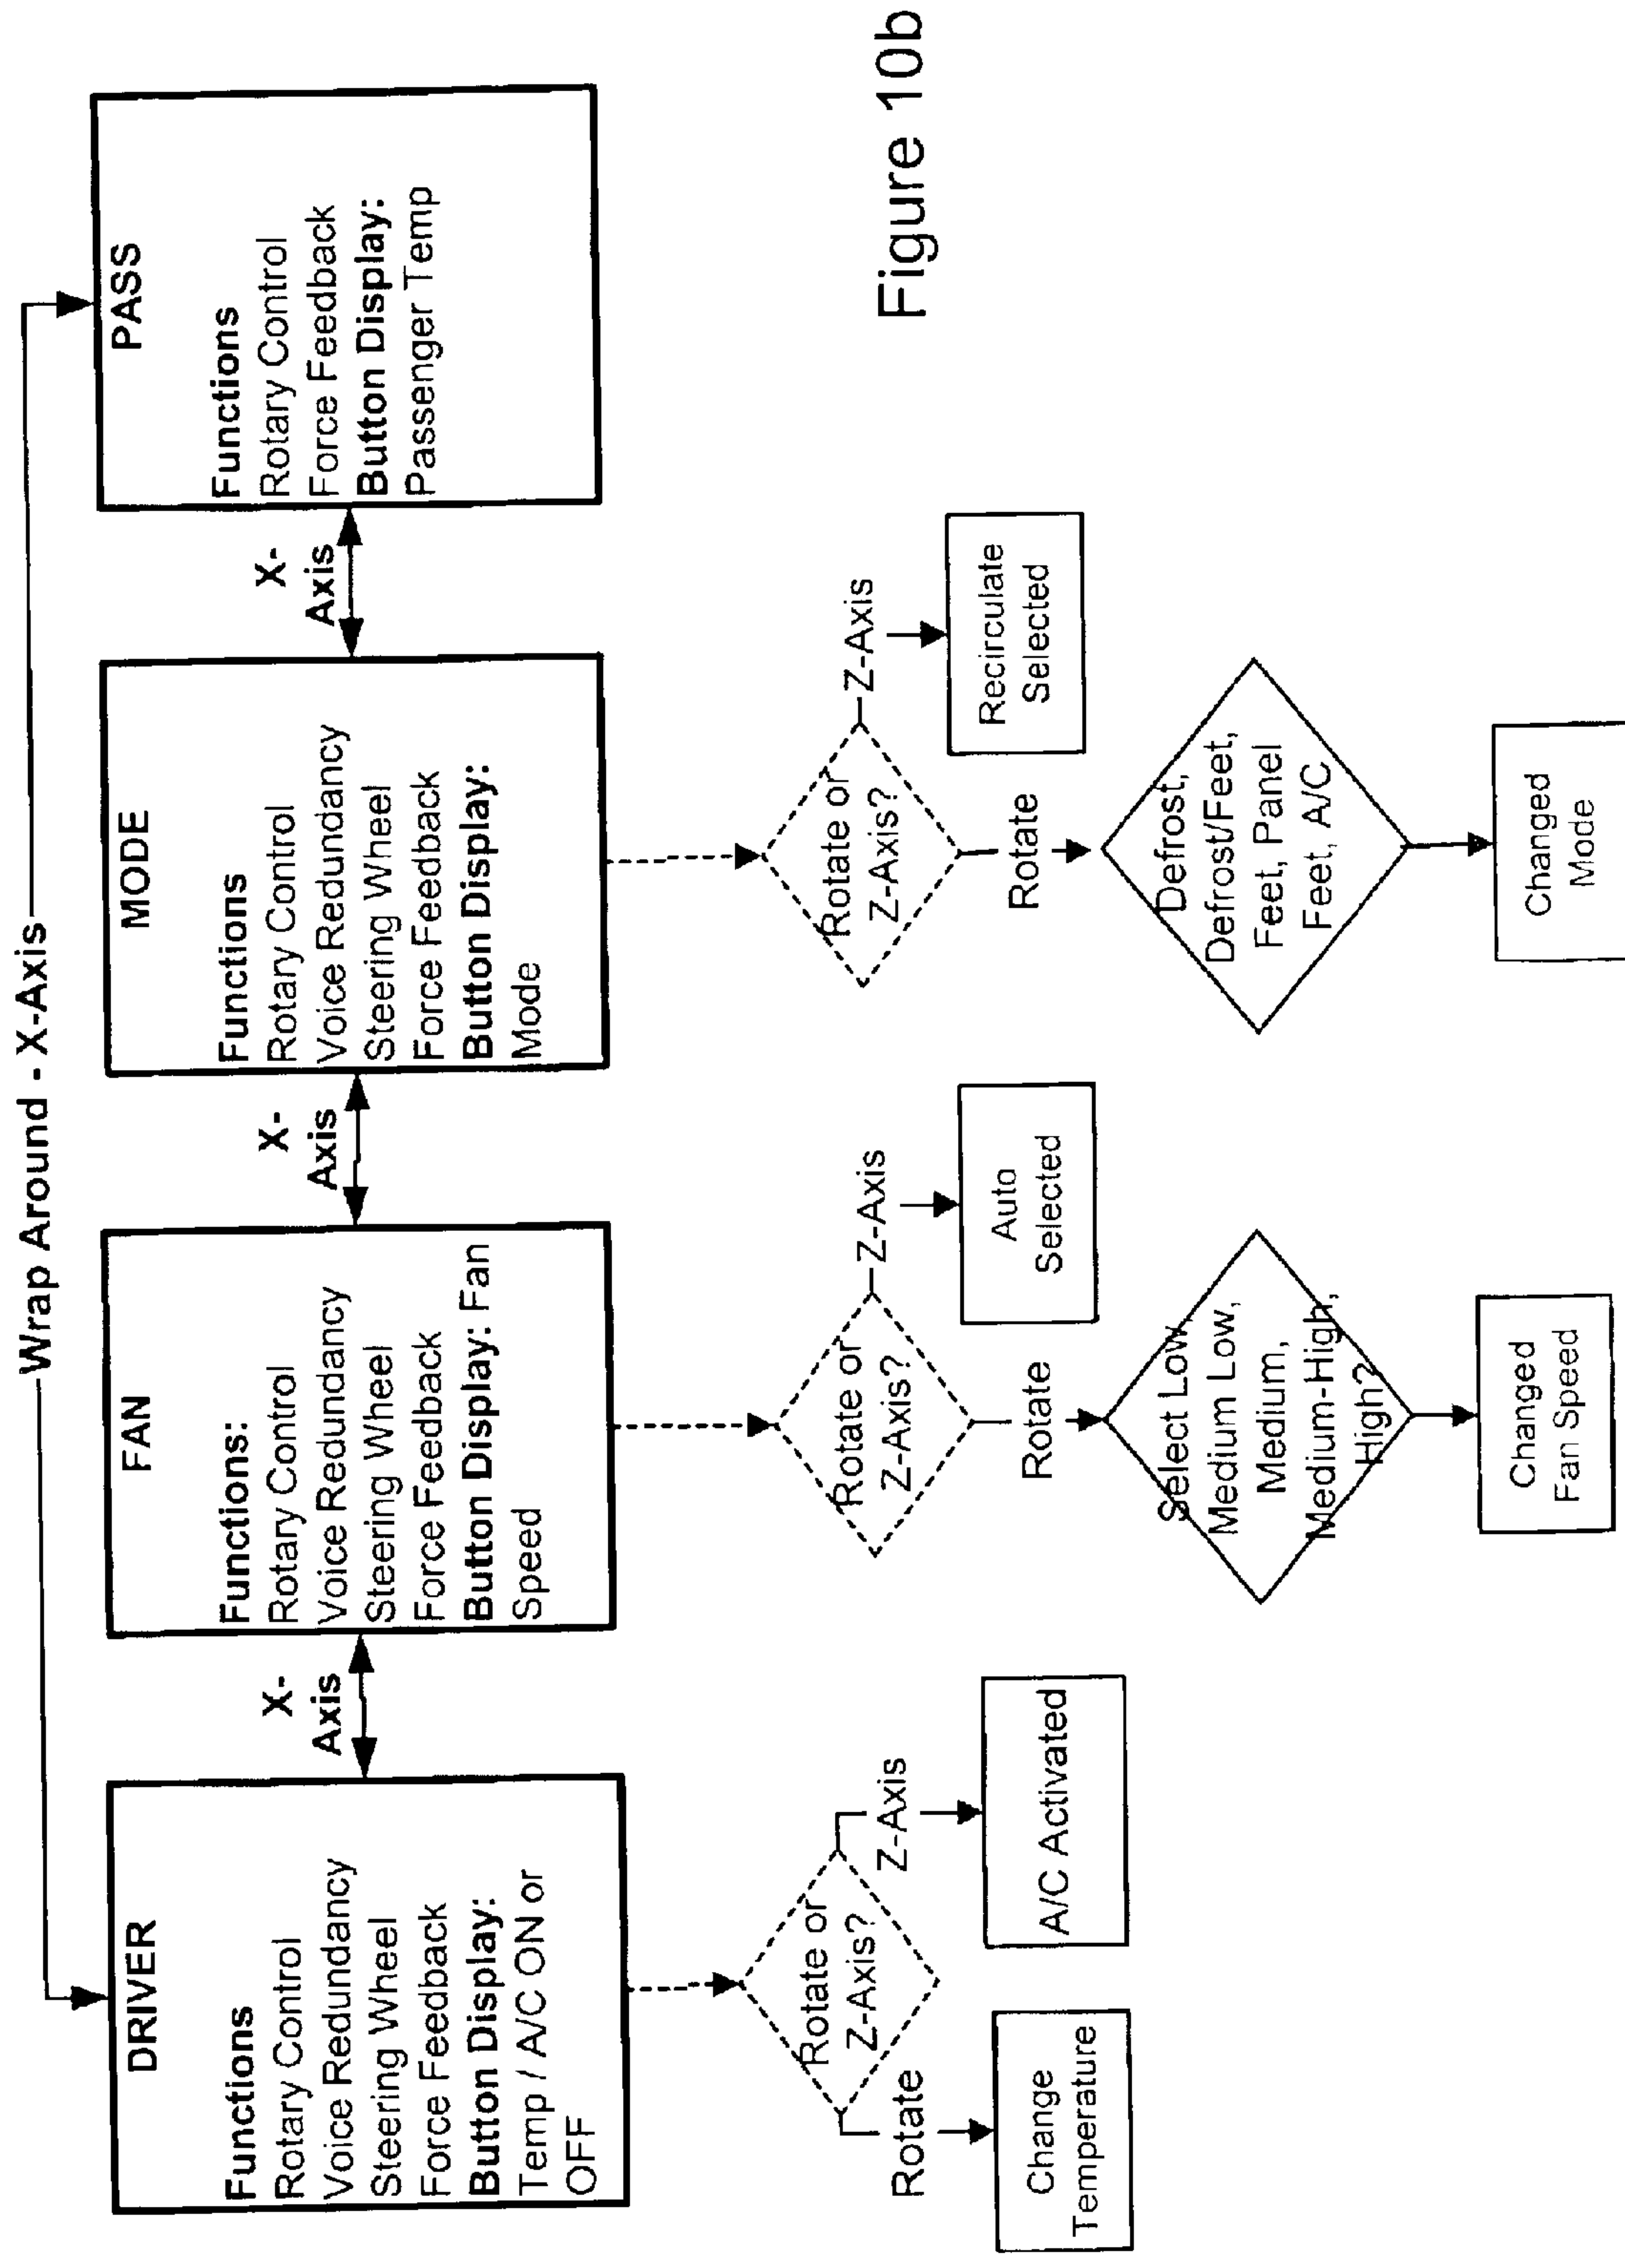 Wrap Around - X-Axis
DRIVER
Functions
Rotary Control
Voice Redundancy
Steering Wheel
Force Feedback
Button Display:
Temp / A/C ON or
OFF
X-
Axis
FAN
Functions:
Rotary Control
Voice Redundancy
Steering Wheel
Force Feedback
Button Display: Fan
Speed
X-
Axis
MODE
Functions
Rotary Control
Voice Redundancy
Steering Wheel
Force Feedback
Button Display:
Mode
X-
Axis
PASS
Functions
Rotary Control
Force Feedback
Button Display:
Passenger Temp
Rotate or
Z-Axis?
Rotate
Z-Axis
Change
Temperature
A/C Activated
Rotate or
Z-Axis?
Z-Axis
Auto
Selected
Rotate
Select Low,
Medium Low,
Medium,
Medium-High,
High?
Changed
Fan Speed
Rotate or
Z-Axis?
Z-Axis
Recirculate
Selected
Rotate
Defrost,
Defrost/Feet,
Feet, Panel
Feet, A/C
Changed
Mode
Figure 10b